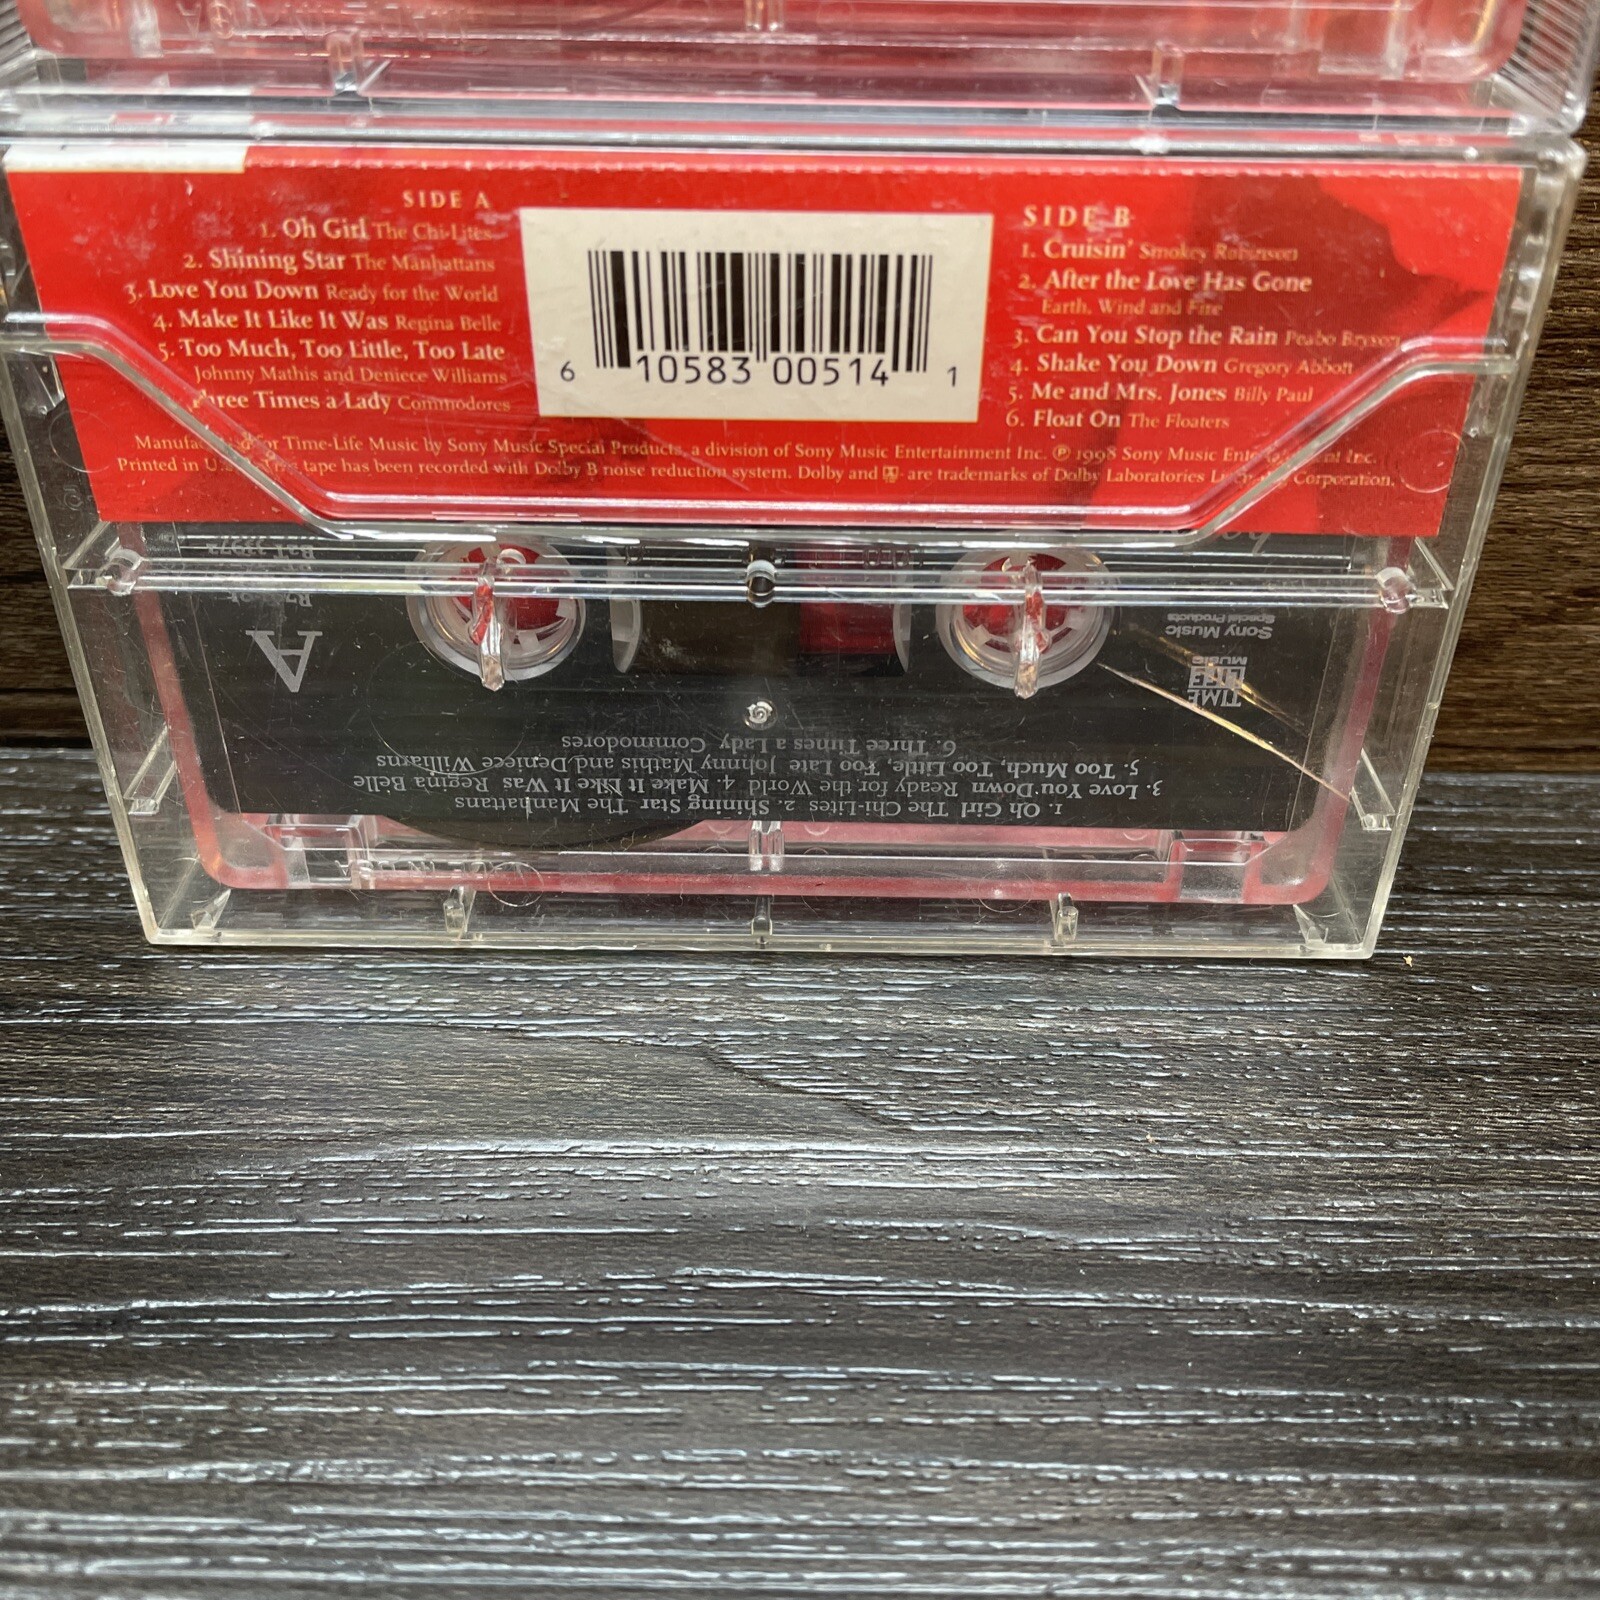 SIDE A
1. Oh Girl The Chi-Lites
2. Shining Star The Manhattans
3. Love You Down Ready for the World
4. Make It Like It Was Regina Belle
5. Too Much, Too Little, Too Late
Johnny Mathis and Deniece Williams
Three Times a Lady Commodores
6 10583 00514 1
SIDE B
1. Cruisin' Smokey Robinson
2. After the Love Has Gone
Earth, Wind and Fire
3. Can You Stop the Rain Peabo Bryson
4. Shake You Down Gregory Abbott
5. Me and Mrs. Jones Billy Paul
6. Float On The Floaters
for Time-Life Music by Sony Music Special Products, a division of Sony Music Entertainment Inc. ℗ 1998 Sony Music Entertainment Inc.
Printed in tape has been recorded with Dolby B noise reduction system. Dolby and are trademarks of Dolby Laboratories Corporation.
A
Sony Music
Special Products
TIME
LIFE
MUSIC
1. Oh Girl The Chi-Lites 2. Shining Star The Manhattans
3. Love You Down Ready for the World 4. Make It Like It Was Regina Belle
5. Too Much, Too Little, Too Late Johnny Mathis and Deniece Williams
6. Three Times a Lady Commodores